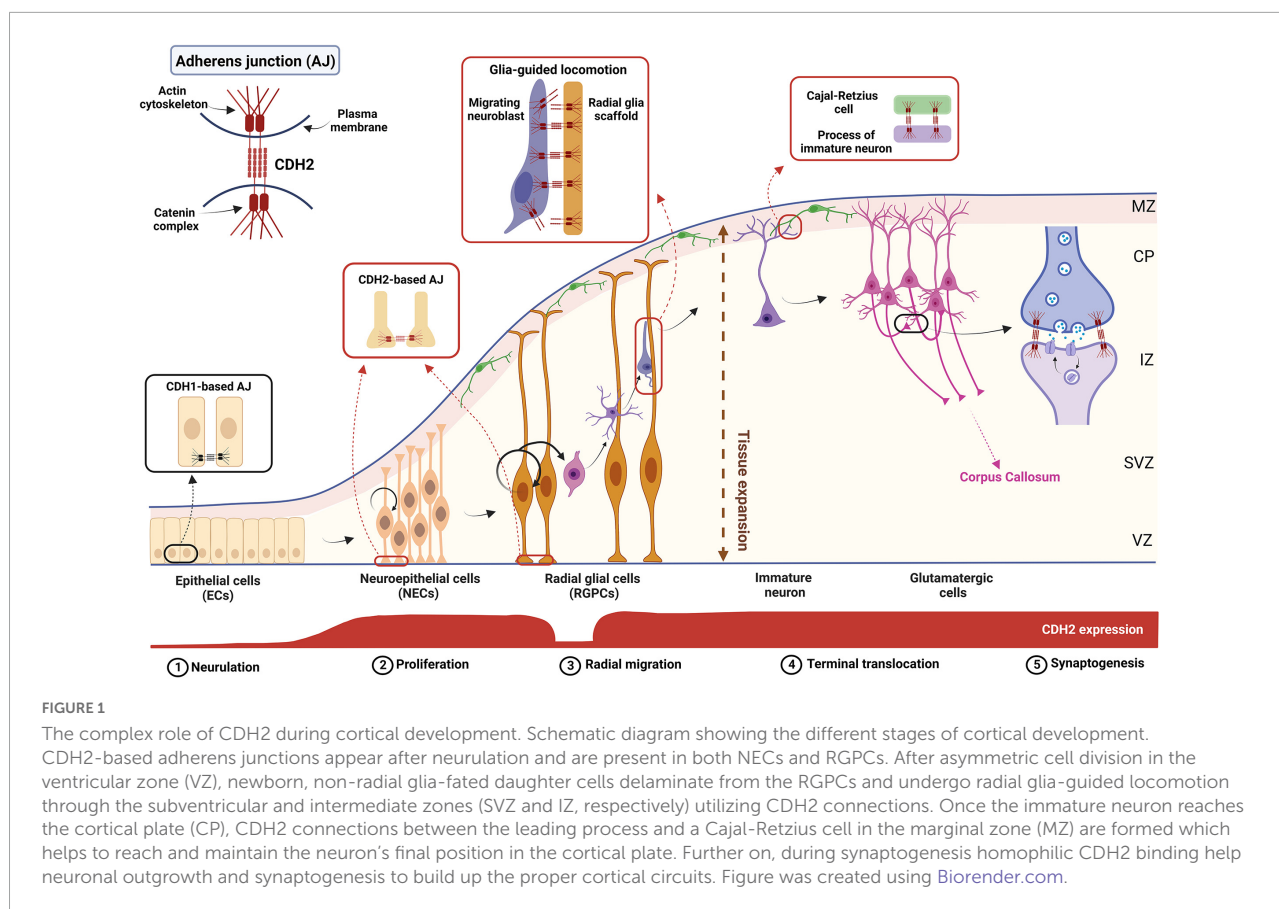 Adherens junction (AJ)
Actin
cytoskeleton
Plasma
membrane
CDH2
Catenin
complex
Glia-guided locomotion
Migrating
neuroblast
Radial glia
scaffold
Cajal-Retzius
cell
Process of
immature neuron
CDH2-based AJ
CDH1-based AJ
MZ
CP
IZ
SVZ
VZ
Tissue expansion
Corpus Callosum
Epithelial cells
(ECs)
Neuroepithelial cells
(NECs)
Radial glial cells
(RGPCs)
Immature
neuron
Glutamatergic
cells
CDH2 expression
1 Neurulation
2 Proliferation
3 Radial migration
4 Terminal translocation
5 Synaptogenesis
FIGURE 1
The complex role of CDH2 during cortical development. Schematic diagram showing the different stages of cortical development.
CDH2-based adherens junctions appear after neurulation and are present in both NECs and RGPCs. After asymmetric cell division in the
ventricular zone (VZ), newborn, non-radial glia-fated daughter cells delaminate from the RGPCs and undergo radial glia-guided locomotion
through the subventricular and intermediate zones (SVZ and IZ, respectively) utilizing CDH2 connections. Once the immature neuron reaches
the cortical plate (CP), CDH2 connections between the leading process and a Cajal-Retzius cell in the marginal zone (MZ) are formed which
helps to reach and maintain the neuron's final position in the cortical plate. Further on, during synaptogenesis homophilic CDH2 binding help
neuronal outgrowth and synaptogenesis to build up the proper cortical circuits. Figure was created using Biorender.com.